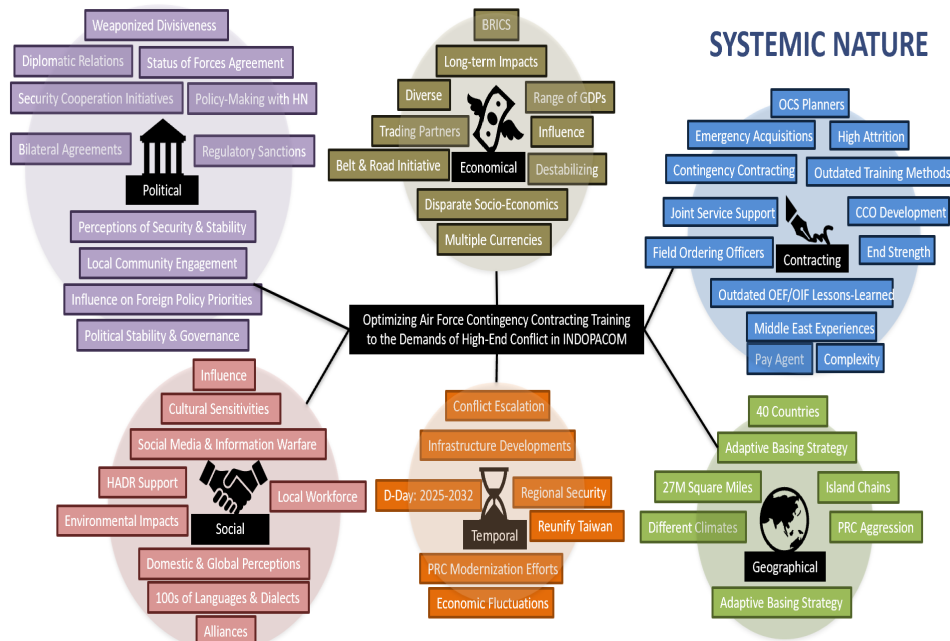 SYSTEMIC NATURE
Weaponized Divisiveness
Diplomatic Relations
Status of Forces Agreement
Security Cooperation Initiatives
Policy-Making with HN
Bilateral Agreements
Regulatory Sanctions
Political
Perceptions of Security & Stability
Local Community Engagement
Influence on Foreign Policy Priorities
Political Stability & Governance
BRICS
Long-term Impacts
Diverse
Range of GDPs
Trading Partners
Influence
Belt & Road Initiative
Economical
Destabilizing
Disparate Socio-Economics
Multiple Currencies
OCS Planners
Emergency Acquisitions
High Attrition
Contingency Contracting
Outdated Training Methods
Joint Service Support
CCO Development
Field Ordering Officers
Contracting
End Strength
Outdated OEF/OIF Lessons-Learned
Middle East Experiences
Pay Agent
Complexity
Optimizing Air Force Contingency Contracting Training
to the Demands of High-End Conflict in INDOPACOM
Influence
Cultural Sensitivities
Social Media & Information Warfare
HADR Support
Local Workforce
Environmental Impacts
Social
Domestic & Global Perceptions
100s of Languages & Dialects
Alliances
Conflict Escalation
Infrastructure Developments
D-Day: 2025-2032
Regional Security
Reunify Taiwan
Temporal
PRC Modernization Efforts
Economic Fluctuations
40 Countries
Adaptive Basing Strategy
27M Square Miles
Island Chains
Different Climates
PRC Aggression
Geographical
Adaptive Basing Strategy